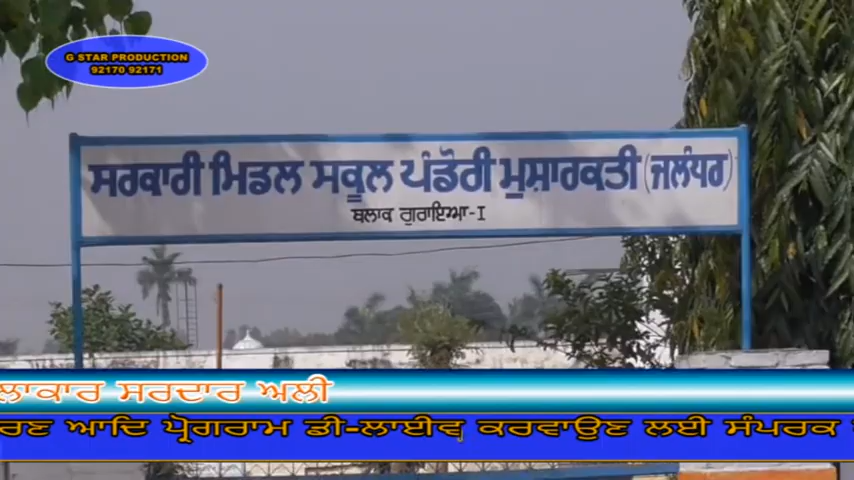 G STAR PRODUCTION
92170 92171
ਸਰਕਾਰੀ ਮਿਡਲ ਸਕੂਲ ਪੰਡੋਰੀ ਮੁਸ਼ਾਰਕਤੀ (ਜਲੰਧਰ)
ਬਲਾਕ ਗੁਰਾਇਆ-I
ਲਾਕਾਰ ਸਰਦਾਰ ਅਲੀ
ਰਣ ਆਦਿ ਪ੍ਰੋਗਰਾਮ ਡੀ-ਲਾਈਵ ਕਰਵਾਉਣ ਲਈ ਸੰਪਰਕ